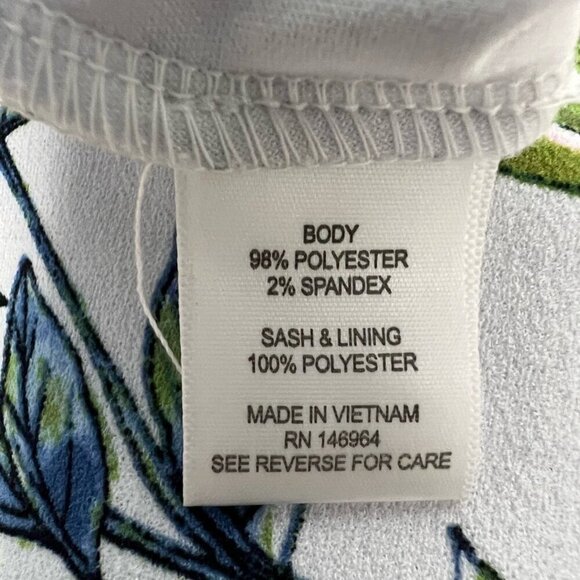 BODY
98% POLYESTER
2% SPANDEX
SASH & LINING
100% POLYESTER
MADE IN VIETNAM
RN 146964
SEE REVERSE FOR CARE